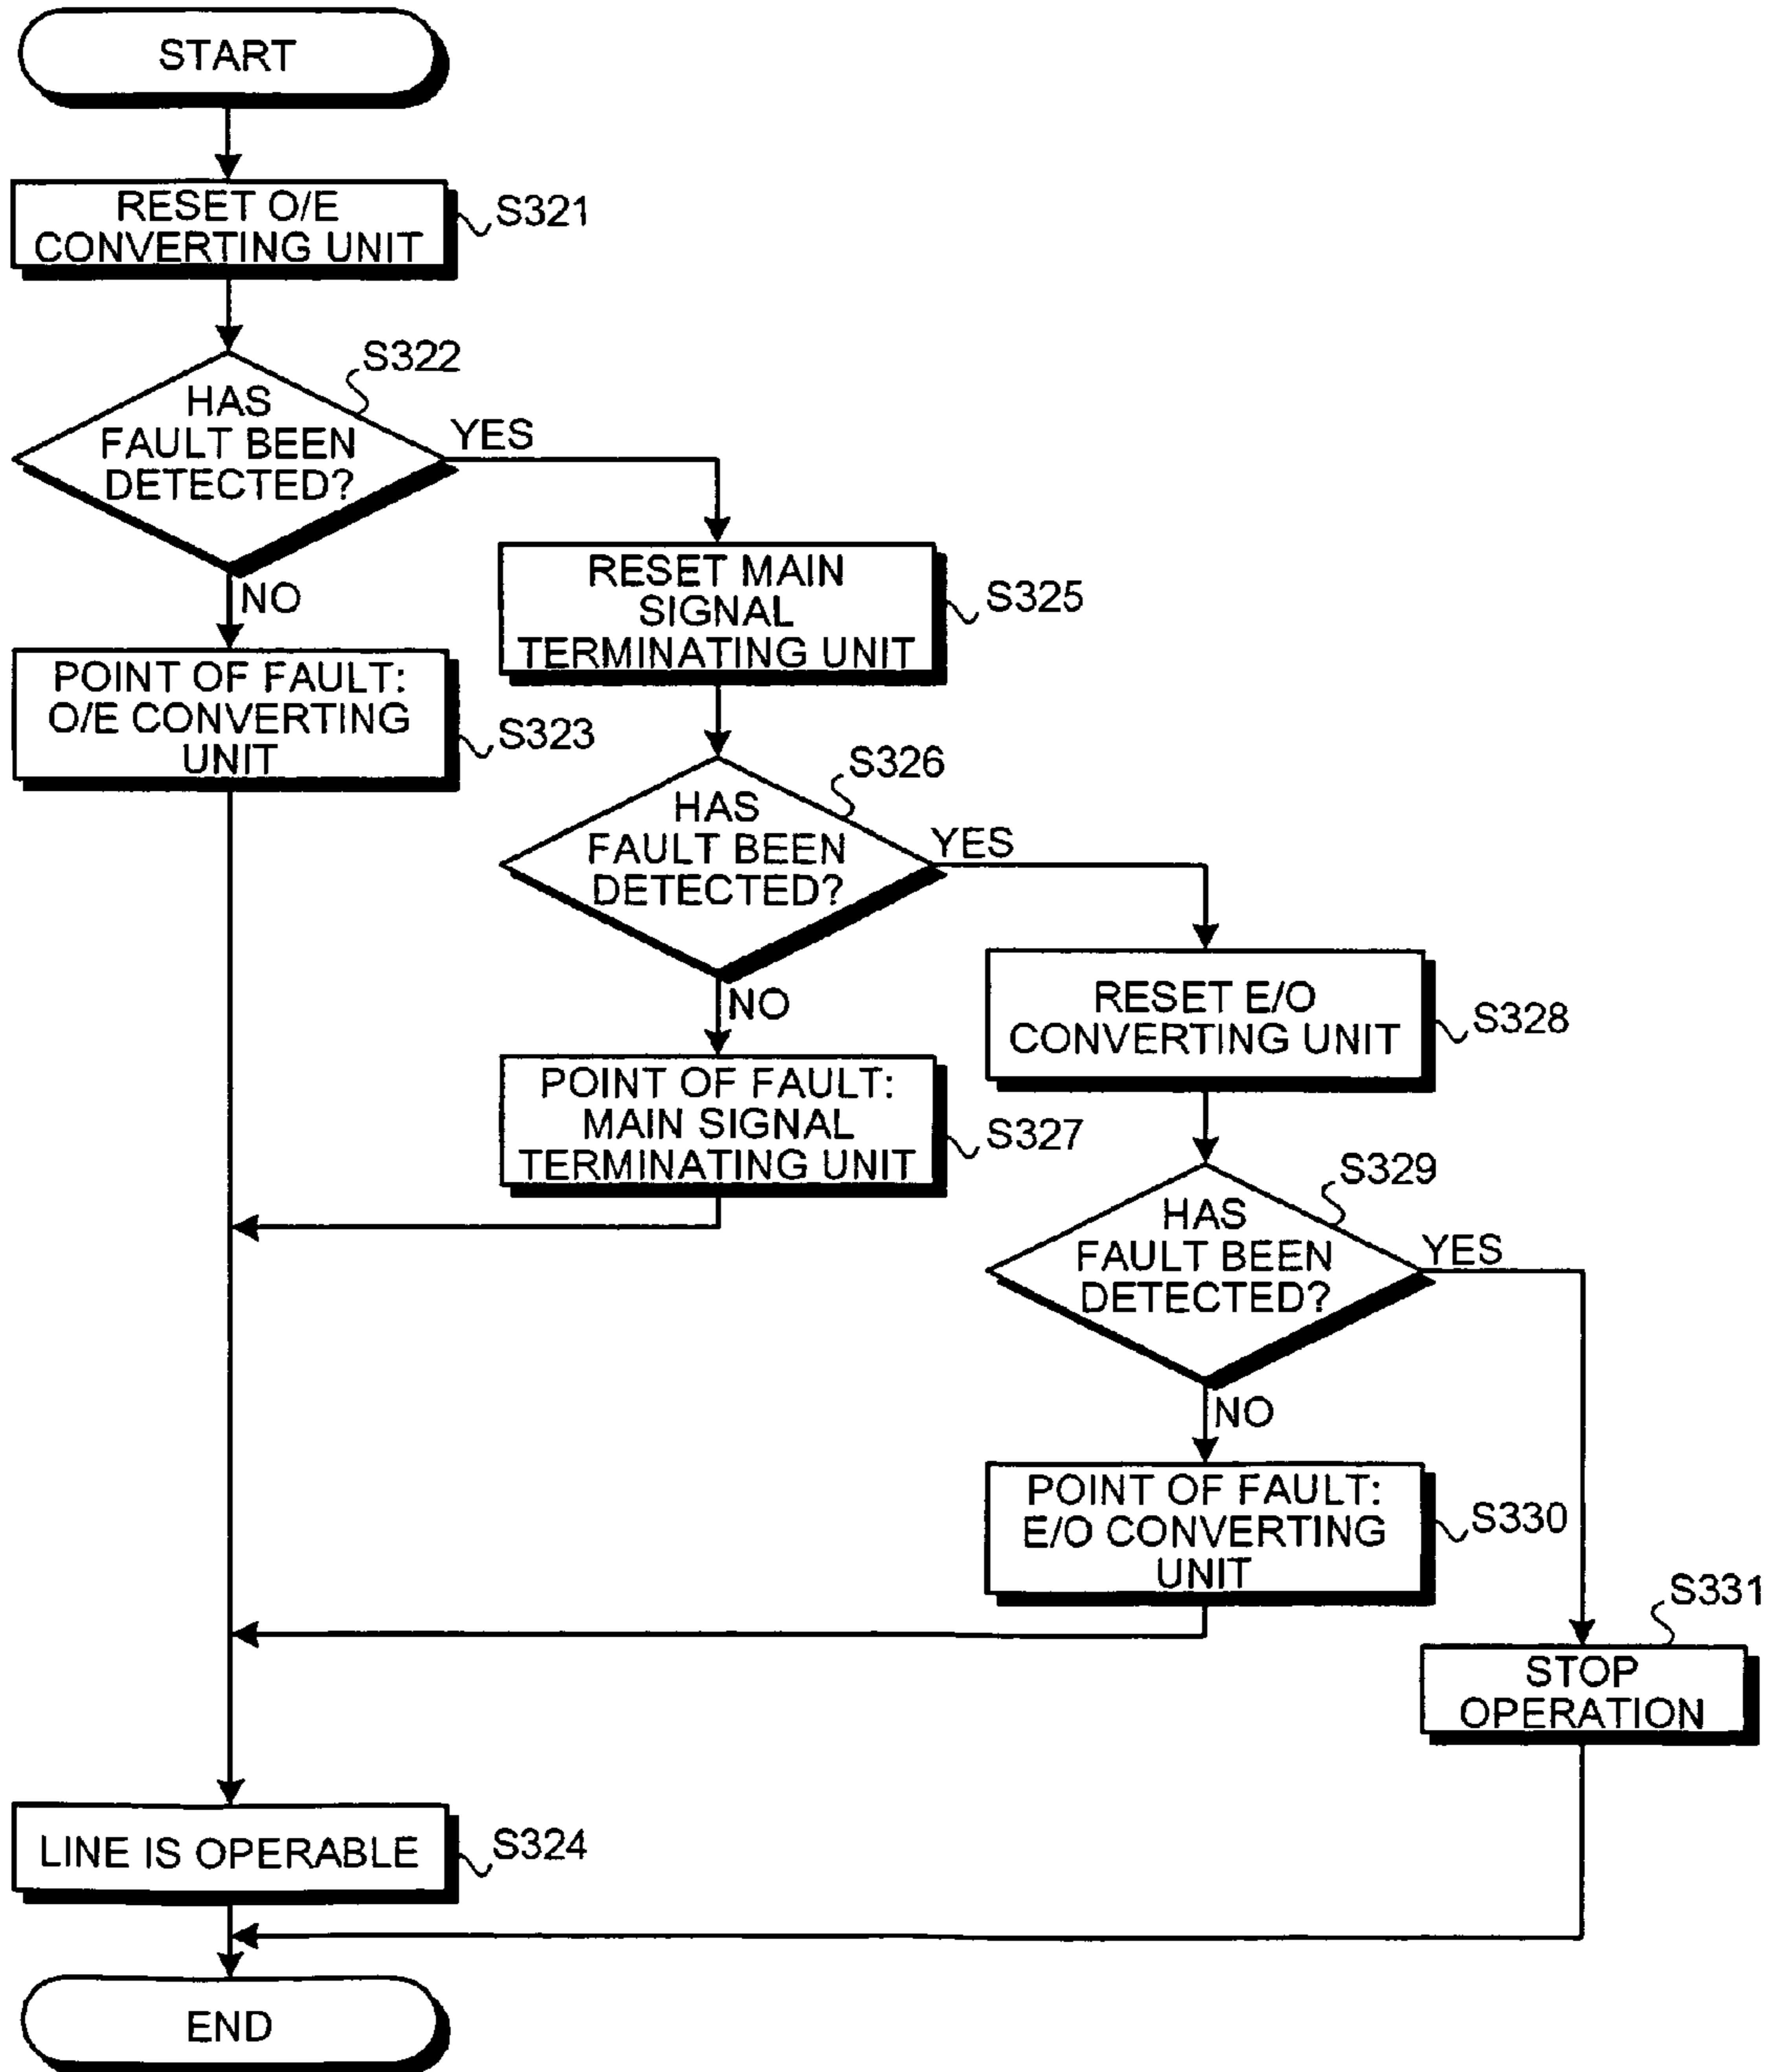 START
RESET O/E
CONVERTING UNIT
S321
S322
HAS
FAULT BEEN
DETECTED?
YES
NO
POINT OF FAULT:
O/E CONVERTING
UNIT
S323
RESET MAIN
SIGNAL
TERMINATING UNIT
S325
S326
HAS
FAULT BEEN
DETECTED?
YES
NO
POINT OF FAULT:
MAIN SIGNAL
TERMINATING UNIT
S327
RESET E/O
CONVERTING UNIT
S328
S329
HAS
FAULT BEEN
DETECTED?
YES
NO
POINT OF FAULT:
E/O CONVERTING
UNIT
S330
S331
STOP
OPERATION
LINE IS OPERABLE
S324
END